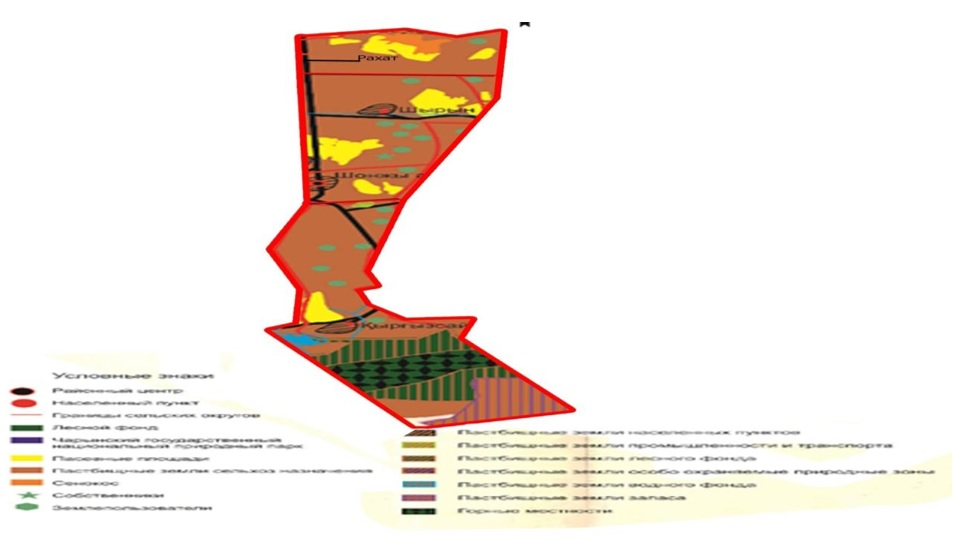 Рахат
Шырын
Шонжы
Қырғызсай
Условные знаки
Районный центр
Населенный пункт
Границы сельских округов
Лесной фонд
Чарынский государственный
национальный природный парк
Посевные площади
Пастбищные земли сельхоз назначения
Сенокос
Собственники
Землепользователи
Пастбищные земли населенных пунктов
Пастбищные земли промышленности и транспорта
Пастбищные земли лесного фонда
Пастбищные земли особо охраняемые природные зоны
Пастбищные земли водного фонда
Пастбищные земли запаса
Горные местности